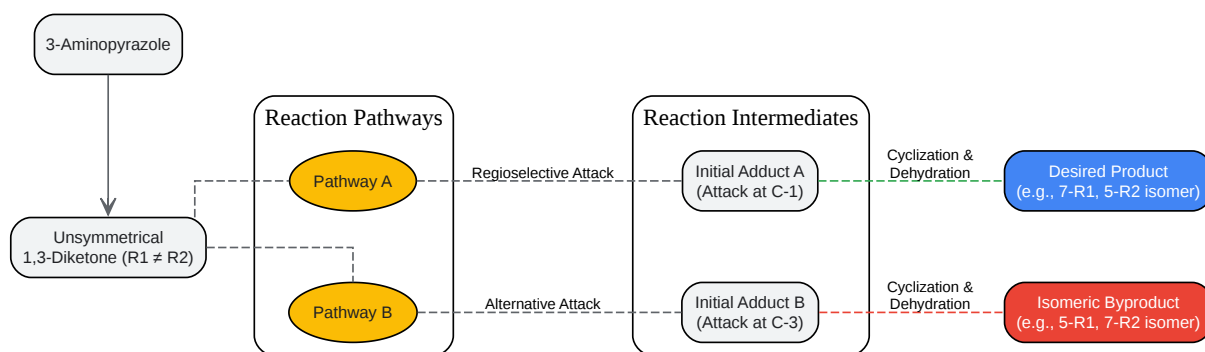 3-Aminopyrazole
Unsymmetrical
1,3-Diketone (R1 ≠ R2)
Reaction Pathways
Pathway A
Pathway B
Regioselective Attack
Alternative Attack
Reaction Intermediates
Initial Adduct A
(Attack at C-1)
Initial Adduct B
(Attack at C-3)
Cyclization &
Dehydration
Cyclization &
Dehydration
Desired Product
(e.g., 7-R1, 5-R2 isomer)
Isomeric Byproduct
(e.g., 5-R1, 7-R2 isomer)